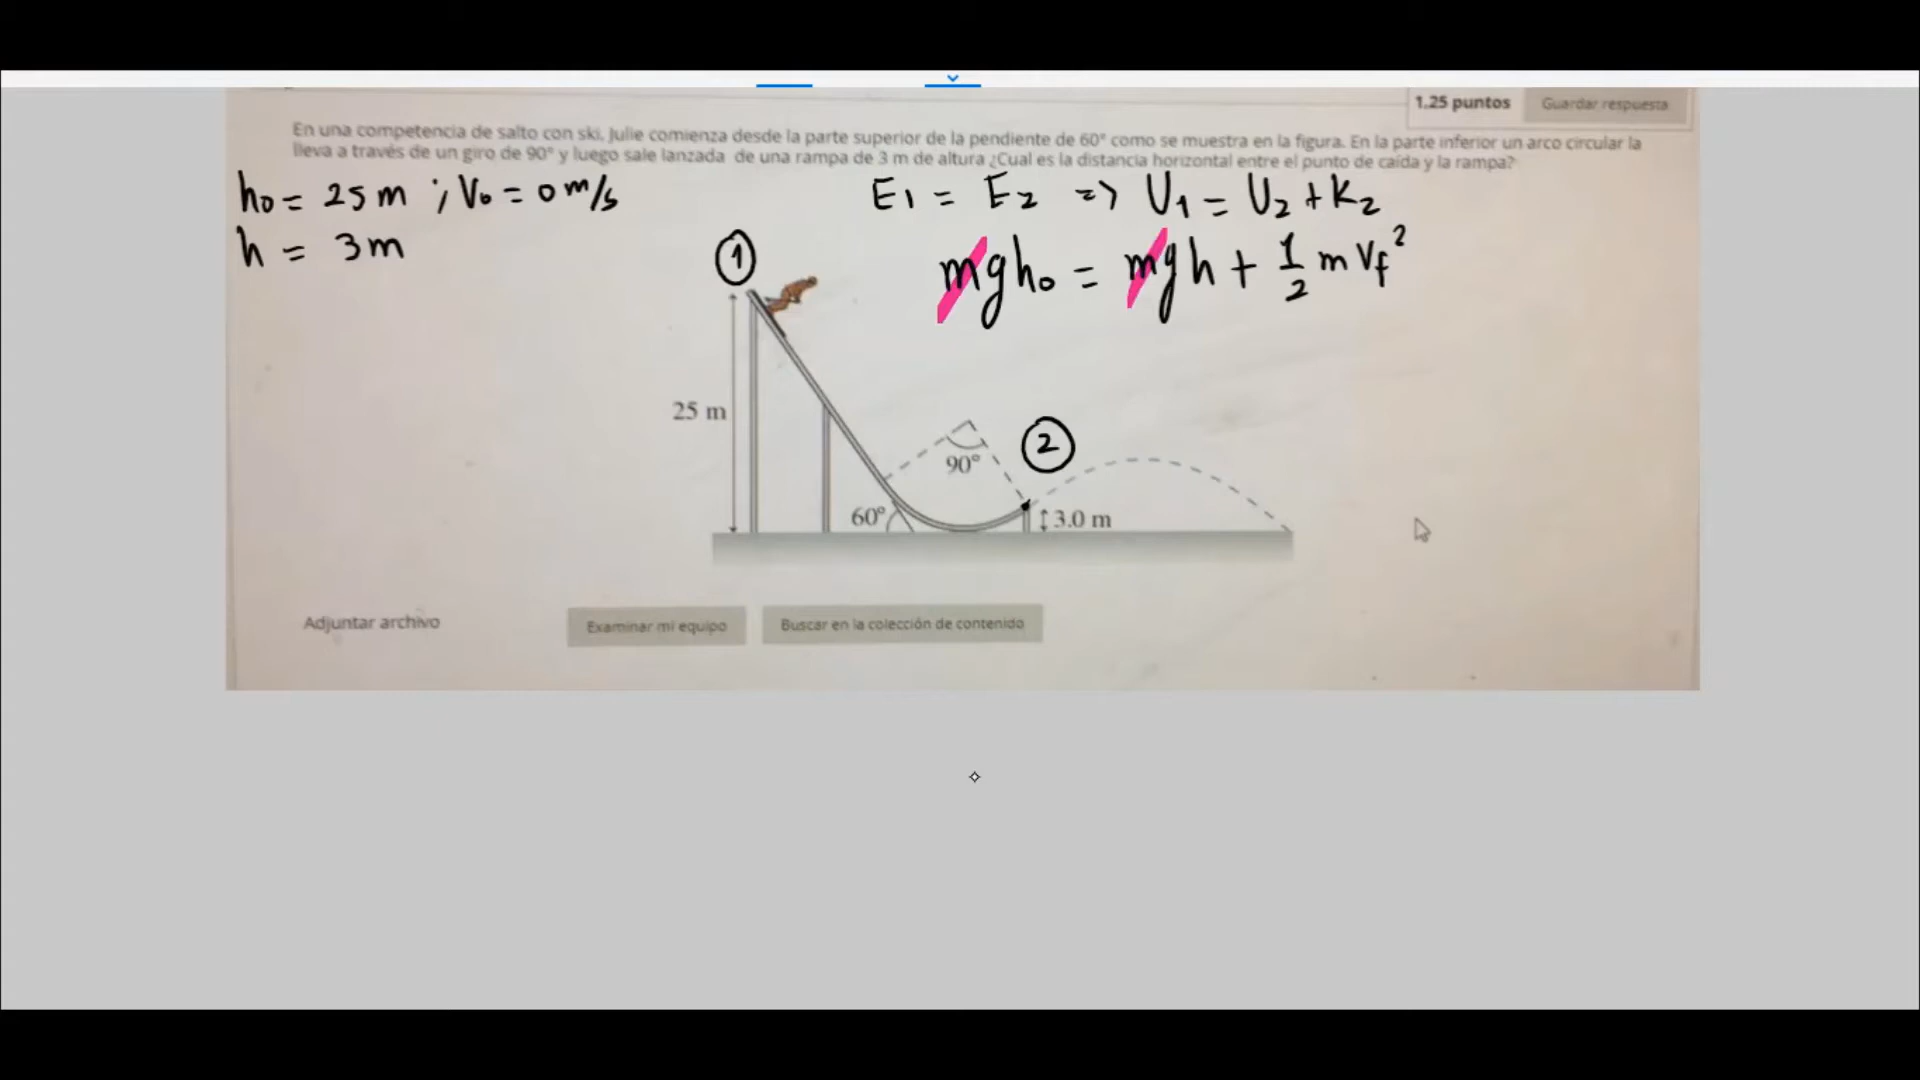 1.25 puntos Guardar respuesta
En una competencia de salto con ski, Julie comienza desde la parte superior de la pendiente de 60° como se muestra en la figura. En la parte inferior un arco circular la
lleva a través de un giro de 90° y luego sale lanzada de una rampa de 3 m de altura ¿Cual es la distancia horizontal entre el punto de caída y la rampa?
h₀ = 25 m ; V₀ = 0 m/s
h = 3 m
E₁ = E₂ => U₁ = U₂ + K₂
mgh₀ = mgh + 1/2 m Vf²
1
25 m
90°
2
60°
3.0 m
Adjuntar archivo
Examinar mi equipo
Buscar en la colección de contenido